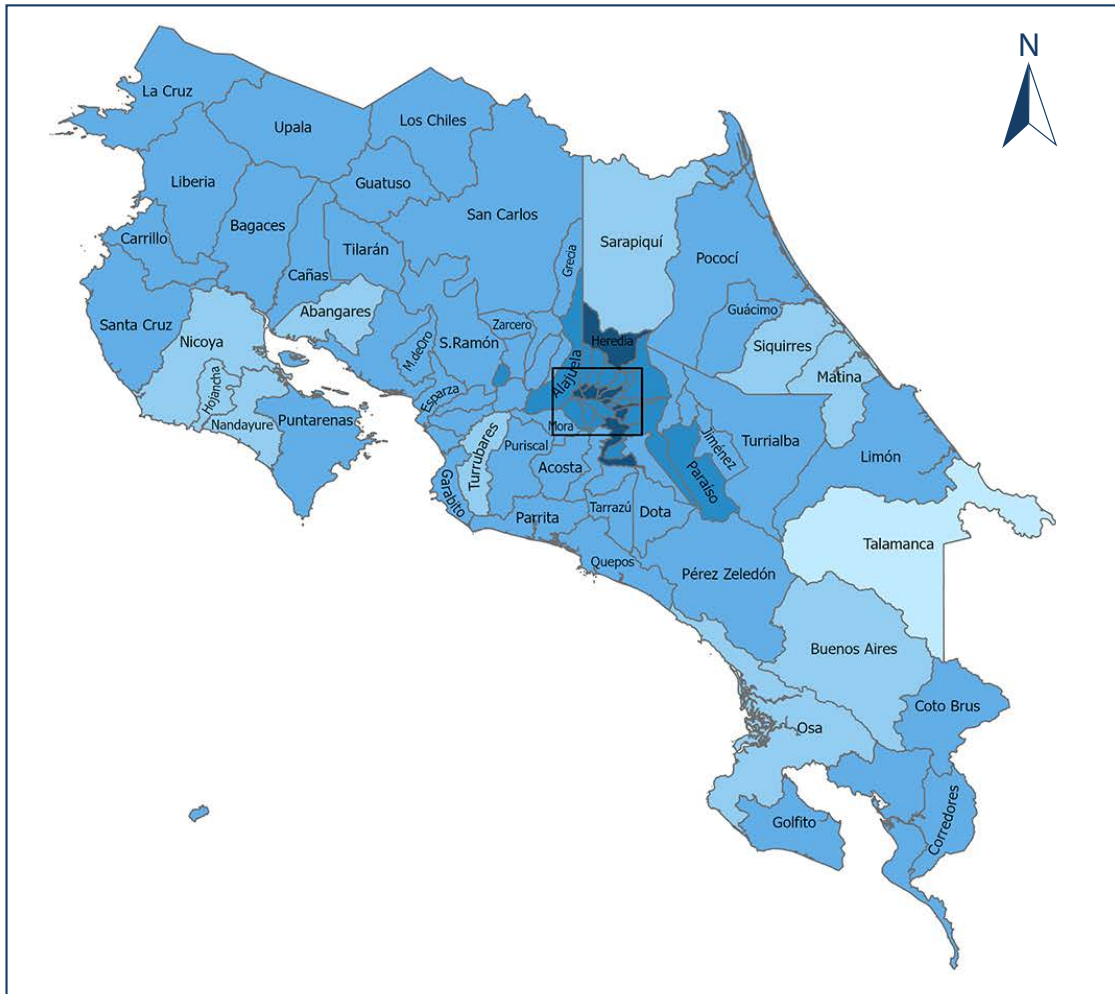 N
La Cruz
Upala
Los Chiles
Liberia
Guatuso
San Carlos
Bagaces
Carrillo
Tilarán
Grecia
Sarapiquí
Pococí
Cañas
Abangares
Guácimo
Santa Cruz
Nicoya
Zarcero
S.Ramón
M.deOro
Heredia
Siquirres
Alajuela
Matina
Hojancha
Esparza
Nandayure
Puntarenas
Mora
Jiménez
Turrialba
Limón
Turrubares
Puriscal
Acosta
Paraíso
Garabito
Tarrazú
Dota
Parrita
Talamanca
Quepos
Pérez Zeledón
Buenos Aires
Coto Brus
Osa
Golfito
Corredores